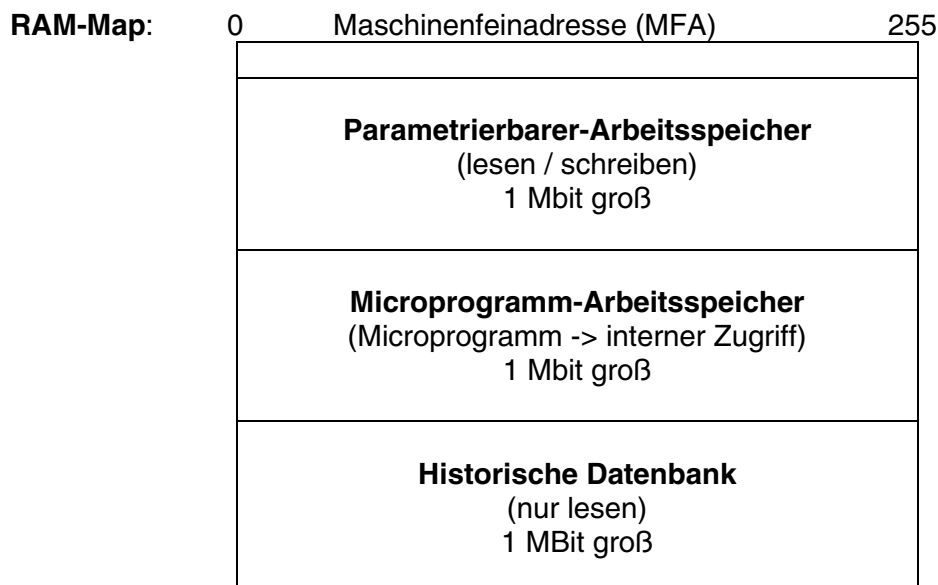 RAM-Map: 0 Maschinenfeinadresse (MFA) 255
Parametrierbarer-Arbeitsspeicher
(lesen / schreiben)
1 Mbit groß
Microprogramm-Arbeitsspeicher
(Microprogramm -> interner Zugriff)
1 Mbit groß
Historische Datenbank
(nur lesen)
1 MBit groß